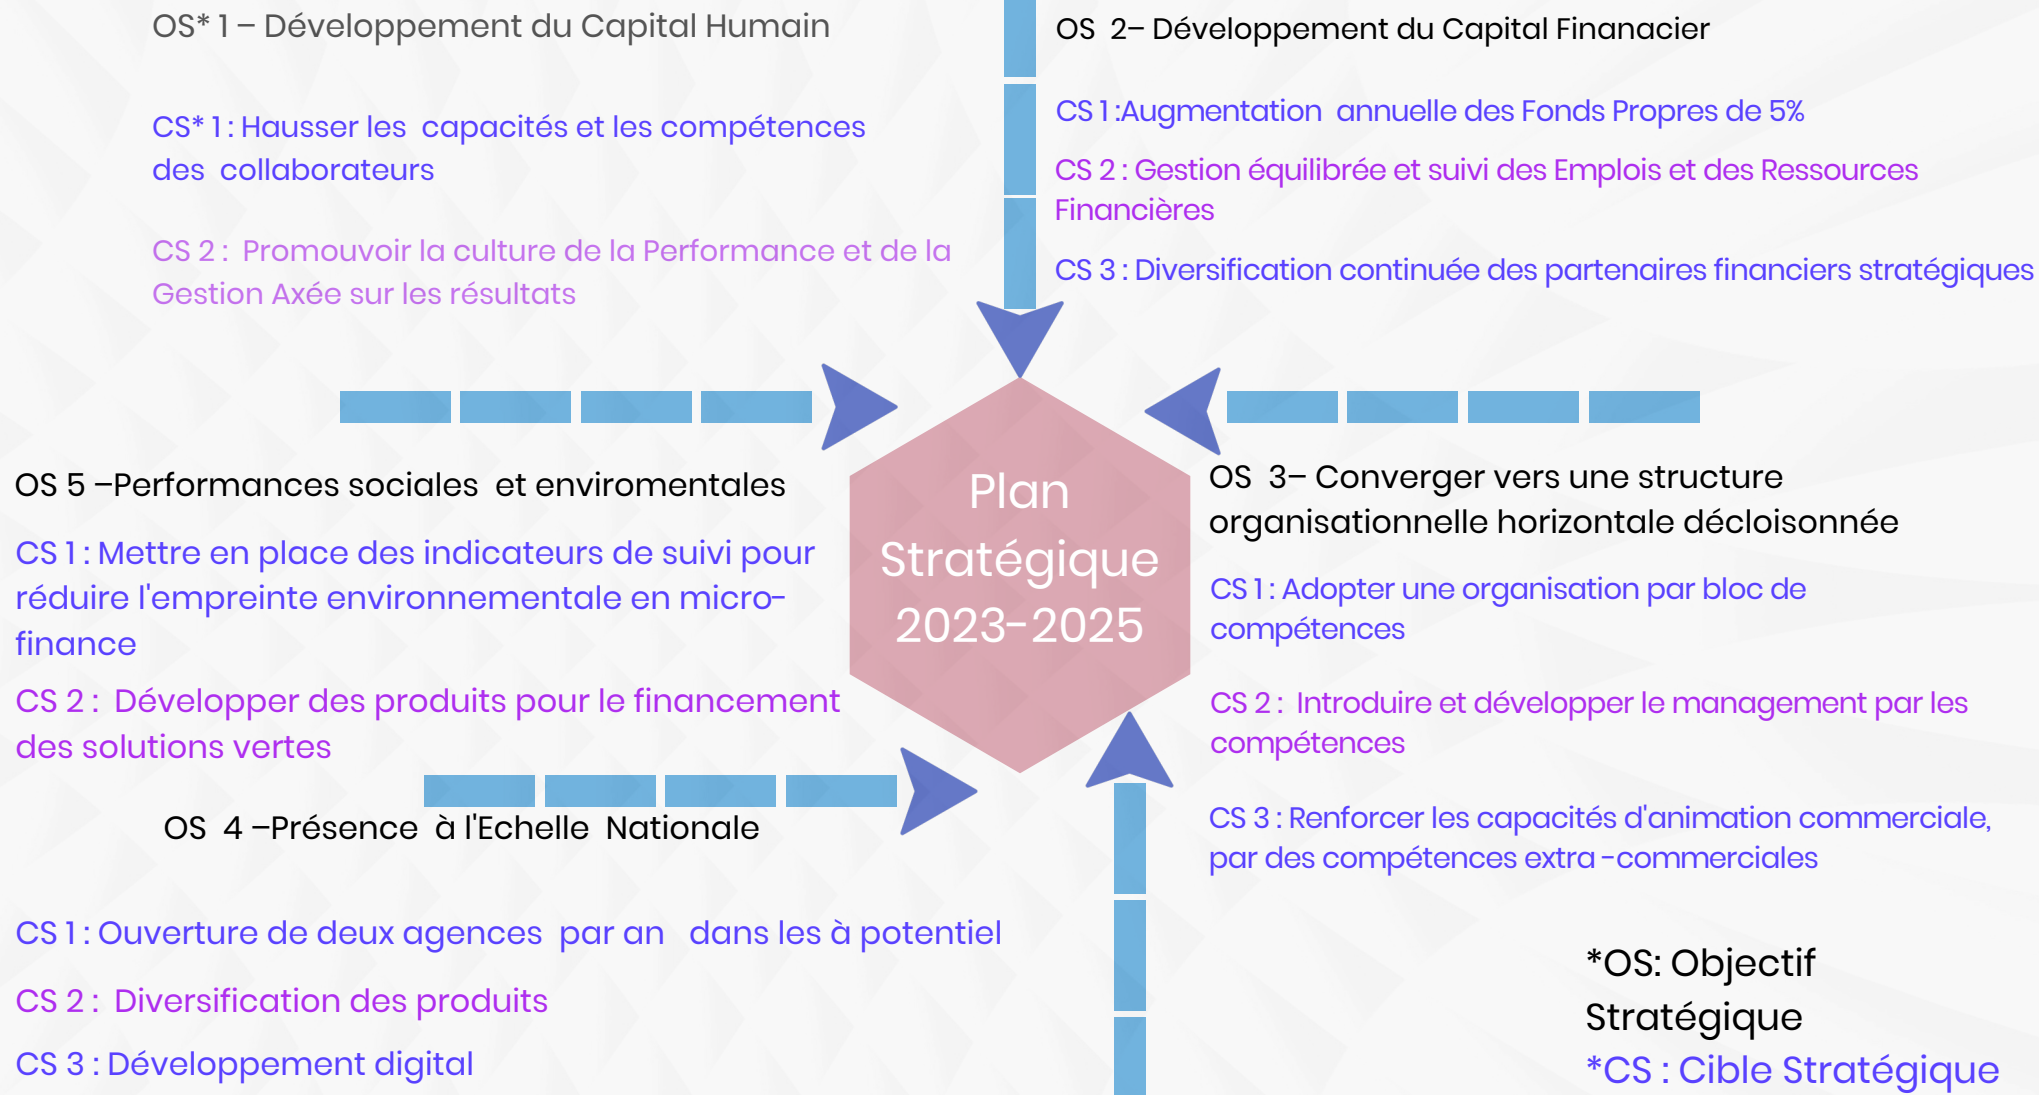 OS* 1 – Développement du Capital Humain
CS* 1 : Hausser les capacités et les compétences
des collaborateurs
CS 2 : Promouvoir la culture de la Performance et de la
Gestion Axée sur les résultats
OS 2– Développement du Capital Finanacier
CS 1 :Augmentation annuelle des Fonds Propres de 5%
CS 2 : Gestion équilibrée et suivi des Emplois et des Ressources
Financières
CS 3 : Diversification continuée des partenaires financiers stratégiques
Plan
Stratégique
2023-2025
OS 5 –Performances sociales et enviromentales
CS 1 : Mettre en place des indicateurs de suivi pour
réduire l'empreinte environnementale en micro-
finance
CS 2 : Développer des produits pour le financement
des solutions vertes
OS 3– Converger vers une structure
organisationnelle horizontale décloisonnée
CS 1 : Adopter une organisation par bloc de
compétences
CS 2 : Introduire et développer le management par les
compétences
CS 3 : Renforcer les capacités d'animation commerciale,
par des compétences extra -commerciales
OS 4 –Présence à l'Echelle Nationale
CS 1 : Ouverture de deux agences par an dans les à potentiel
CS 2 : Diversification des produits
CS 3 : Développement digital
*OS: Objectif
Stratégique
*CS : Cible Stratégique